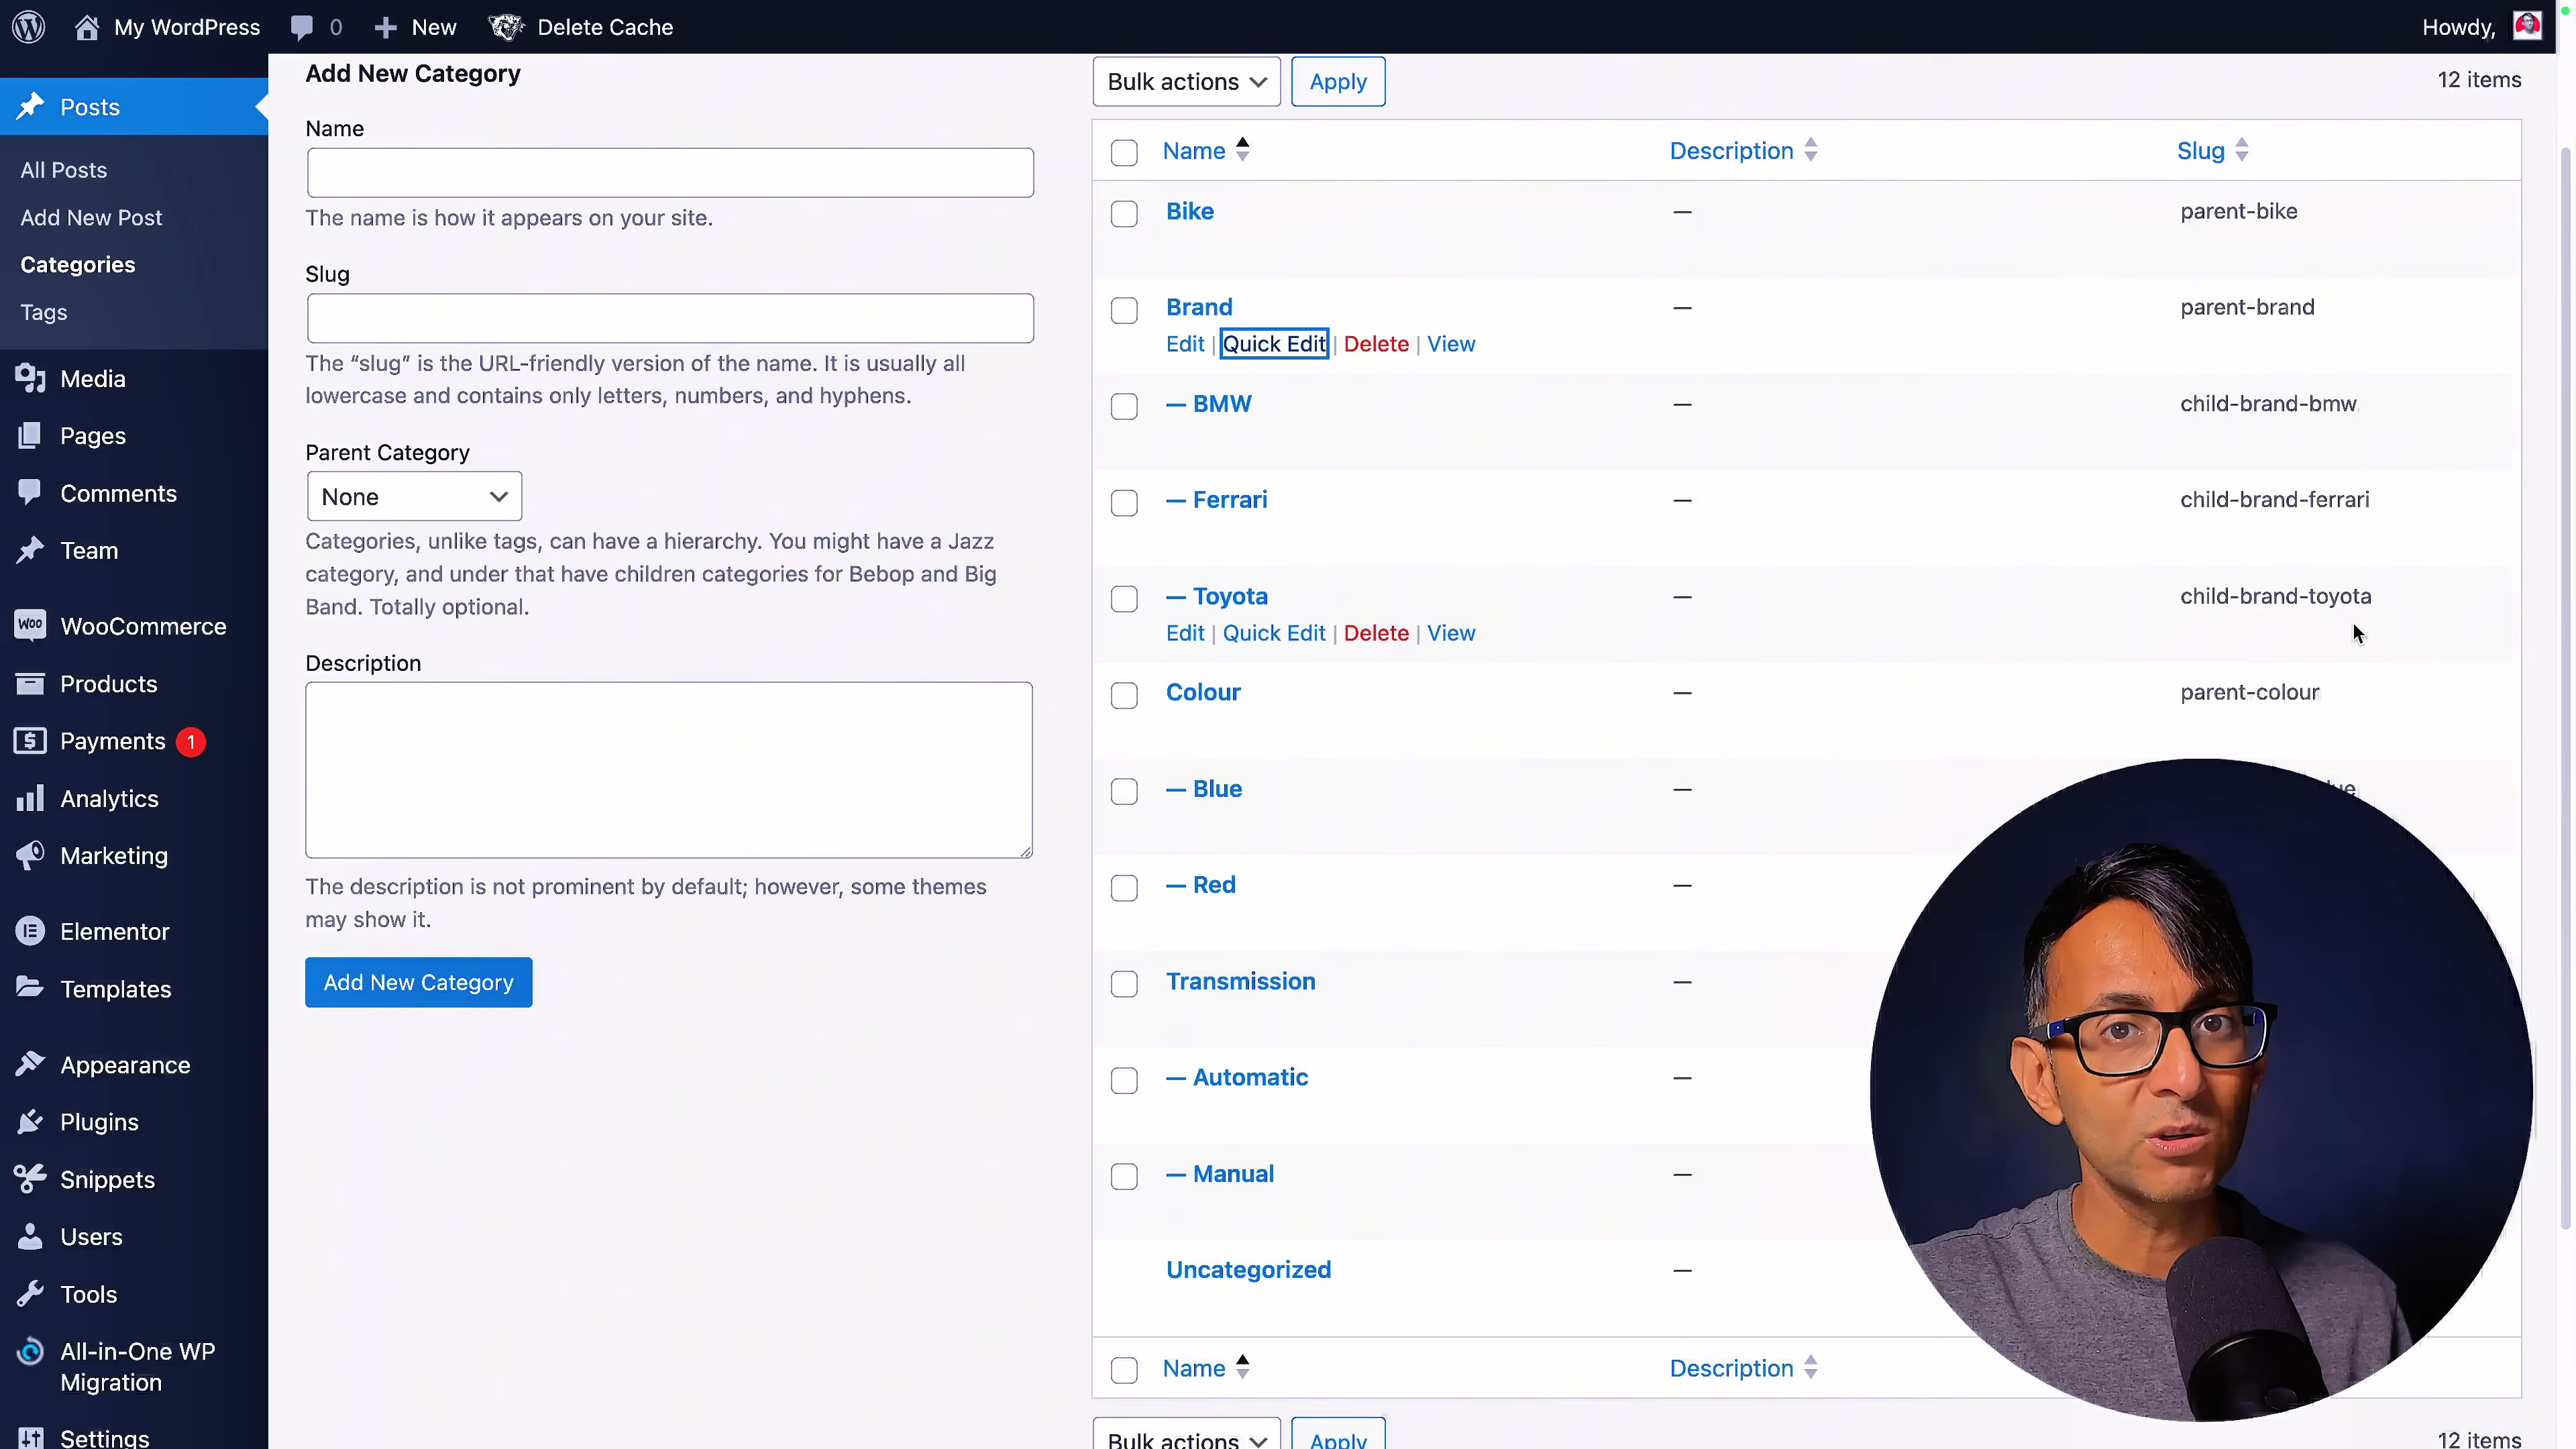 My WordPress 0 New Delete Cache Howdy,
Posts
All Posts
Add New Post
Categories
Tags
Media
Pages
Comments
Team
WOO WooCommerce
Products
Payments 1
Analytics
Marketing
Elementor
Templates
Appearance
Plugins
Snippets
Users
Tools
All-in-One WP
Migration
Settings
Add New Category
Name
The name is how it appears on your site.
Slug
The “slug” is the URL-friendly version of the name. It is usually all
lowercase and contains only letters, numbers, and hyphens.
Parent Category
None
Categories, unlike tags, can have a hierarchy. You might have a Jazz
category, and under that have children categories for Bebop and Big
Band. Totally optional.
Description
The description is not prominent by default; however, some themes
may show it.
Add New Category
Bulk actions Apply 12 items
Name Description Slug
Bike — parent-bike
Brand — parent-brand
Edit | Quick Edit | Delete | View
— BMW — child-brand-bmw
— Ferrari — child-brand-ferrari
— Toyota — child-brand-toyota
Edit | Quick Edit | Delete | View
Colour — parent-colour
— Blue —
— Red —
Transmission —
— Automatic —
— Manual —
Uncategorized —
Name Description
Bulk actions Apply 12 items